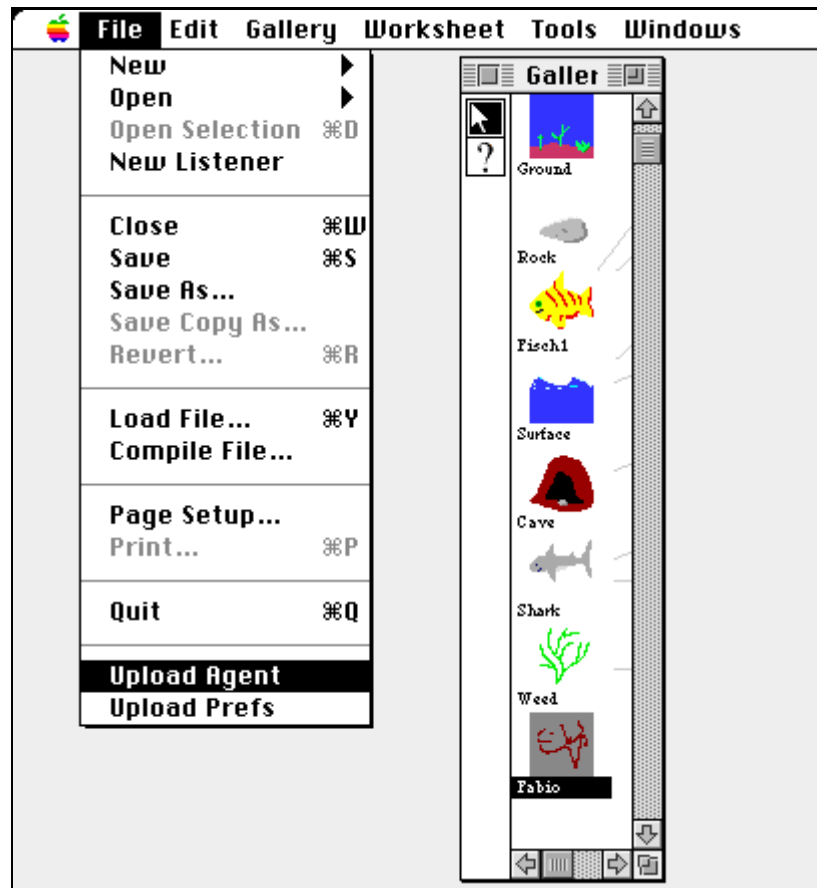 File Edit Gallery Worksheet Tools Windows
New
Open
Open Selection ⌘D
New Listener
Close ⌘W
Save ⌘S
Save As...
Save Copy As...
Revert... ⌘R
Load File... ⌘Y
Compile File...
Page Setup...
Print... ⌘P
Quit ⌘Q
Upload Agent
Upload Prefs
Galler
?
Ground
Rock
Fisch1
Surface
Cave
Shark
Weed
Fabio